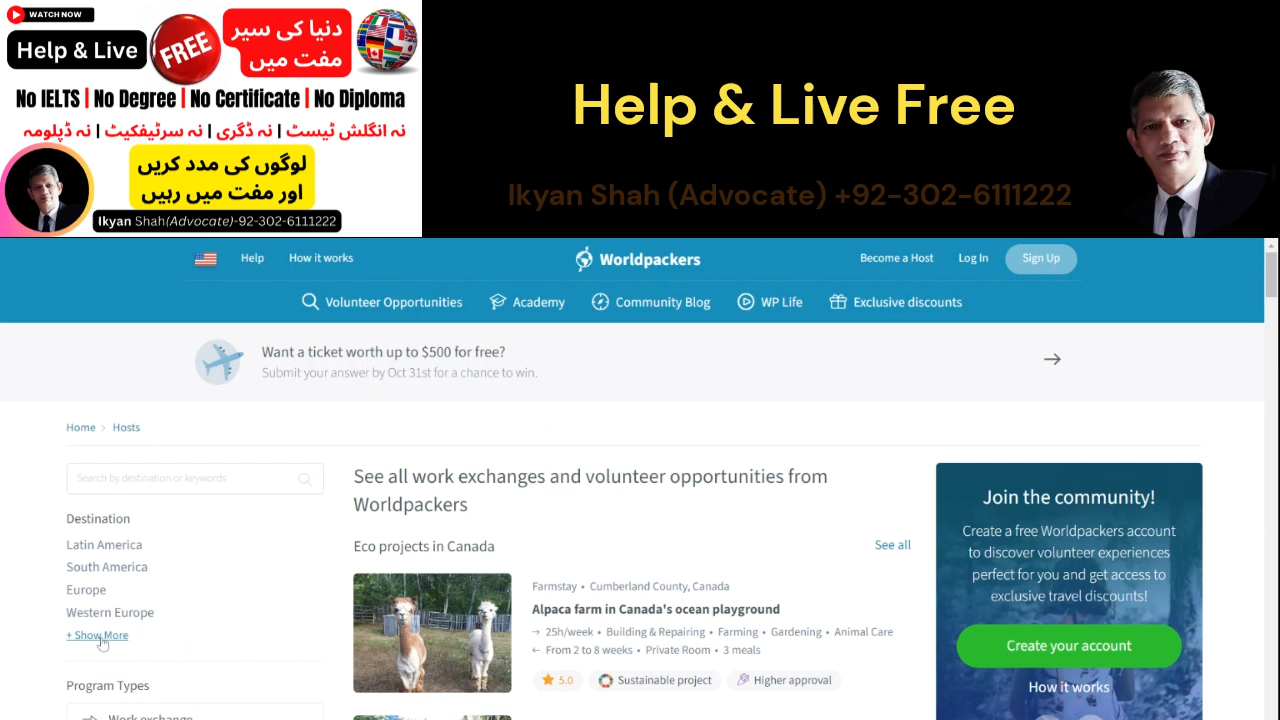 WATCH NOW
Help & Live
FREE
دنیا کی سیر
مفت میں
No IELTS | No Degree | No Certificate | No Diploma
نہ انگلش ٹیسٹ | نہ ڈگری | نہ سرٹیفکیٹ | نہ ڈپلومہ
لوگوں کی مدد کریں
اور مفت میں رہیں
Ikyan Shah(Advocate)-92-302-6111222
Help & Live Free
Ikyan Shah (Advocate) +92-302-6111222
Help
How it works
Worldpackers
Become a Host
Log In
Sign Up
Volunteer Opportunities
Academy
Community Blog
WP Life
Exclusive discounts
Want a ticket worth up to $500 for free?
Submit your answer by Oct 31st for a chance to win.
Home > Hosts
Search by destination or keywords
Destination
Latin America
South America
Europe
Western Europe
+ Show More
Program Types
Work exchange
See all work exchanges and volunteer opportunities from
Worldpackers
Eco projects in Canada
See all
Farmstay • Cumberland County, Canada
Alpaca farm in Canada's ocean playground
→ 25h/week • Building & Repairing • Farming • Gardening • Animal Care
← From 2 to 8 weeks • Private Room • 3 meals
5.0
Sustainable project
Higher approval
Join the community!
Create a free Worldpackers account
to discover volunteer experiences
perfect for you and get access to
exclusive travel discounts!
Create your account
How it works